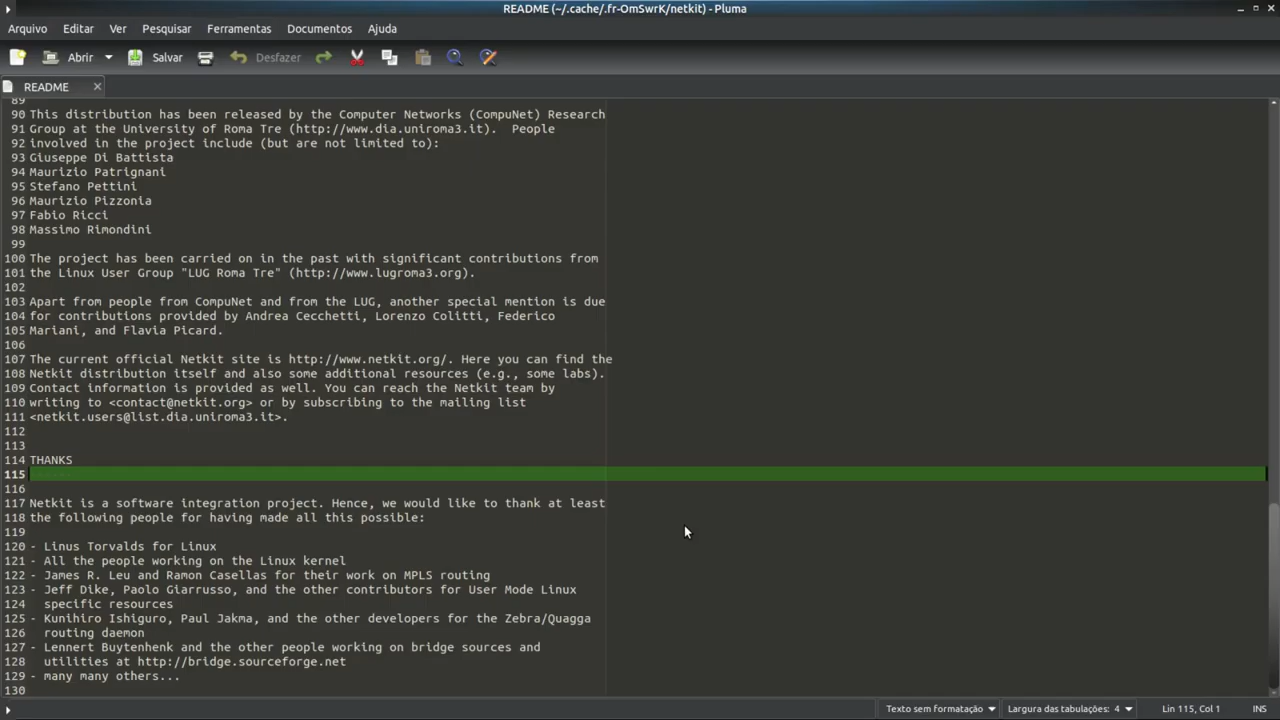 README (~/.cache/.fr-OmSwrK/netkit) - Pluma
Arquivo Editar Ver Pesquisar Ferramentas Documentos Ajuda
Abrir Salvar Desfazer
README
89
90 This distribution has been released by the Computer Networks (CompuNet) Research
91 Group at the University of Roma Tre (http://www.dia.uniroma3.it).  People
92 involved in the project include (but are not limited to):
93 Giuseppe Di Battista
94 Maurizio Patrignani
95 Stefano Pettini
96 Maurizio Pizzonia
97 Fabio Ricci
98 Massimo Rimondini
99
100 The project has been carried on in the past with significant contributions from
101 the Linux User Group "LUG Roma Tre" (http://www.lugroma3.org).
102
103 Apart from people from CompuNet and from the LUG, another special mention is due
104 for contributions provided by Andrea Cecchetti, Lorenzo Colitti, Federico
105 Mariani, and Flavia Picard.
106
107 The current official Netkit site is http://www.netkit.org/. Here you can find the
108 Netkit distribution itself and also some additional resources (e.g., some labs).
109 Contact information is provided as well. You can reach the Netkit team by
110 writing to <contact@netkit.org> or by subscribing to the mailing list
111 <netkit.users@list.dia.uniroma3.it>.
112
113
114 THANKS
115
116
117 Netkit is a software integration project. Hence, we would like to thank at least
118 the following people for having made all this possible:
119
120 - Linus Torvalds for Linux
121 - All the people working on the Linux kernel
122 - James R. Leu and Ramon Casellas for their work on MPLS routing
123 - Jeff Dike, Paolo Giarrusso, and the other contributors for User Mode Linux
124   specific resources
125 - Kunihiro Ishiguro, Paul Jakma, and the other developers for the Zebra/Quagga
126   routing daemon
127 - Lennert Buytenhenk and the other people working on bridge sources and
128   utilities at http://bridge.sourceforge.net
129 - many many others...
130
Texto sem formatação Largura das tabulações: 4 Lin 115, Col 1 INS